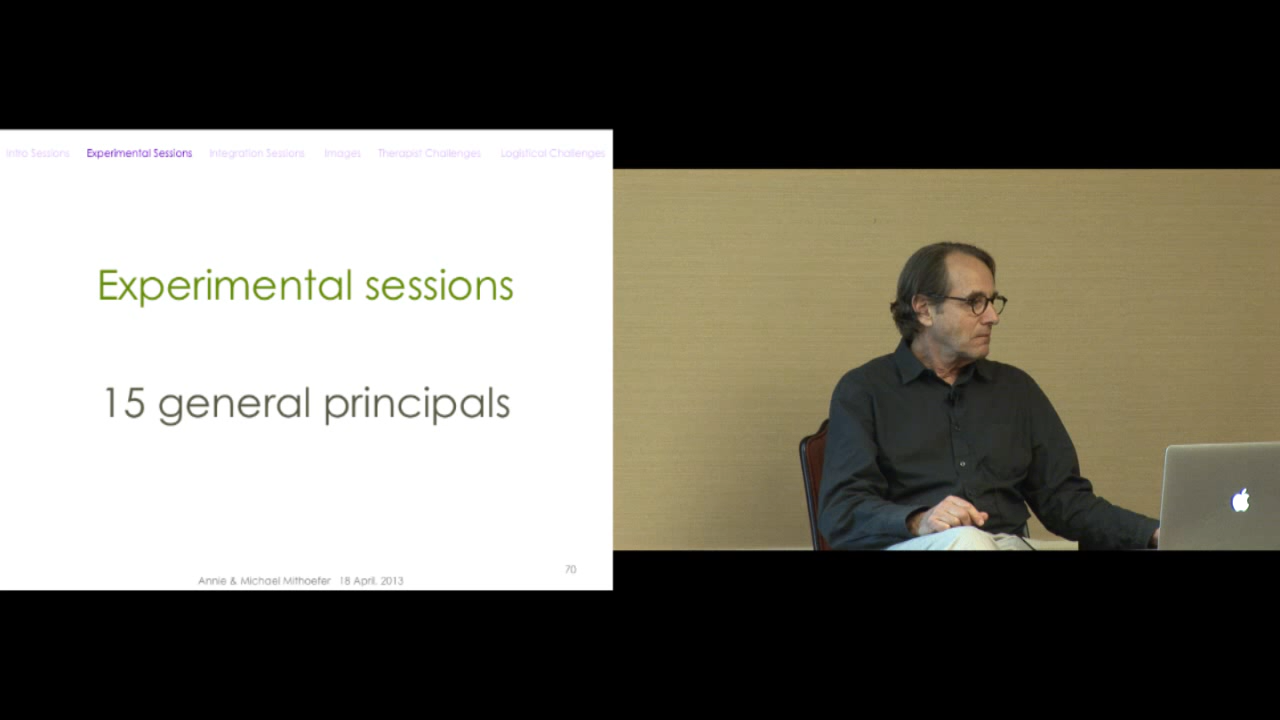 Intro Sessions Experimental Sessions Integration Sessions Images Therapist Challenges Logistical Challenges
Experimental sessions
15 general principals
70
Annie & Michael Mithoefer 18 April, 2013